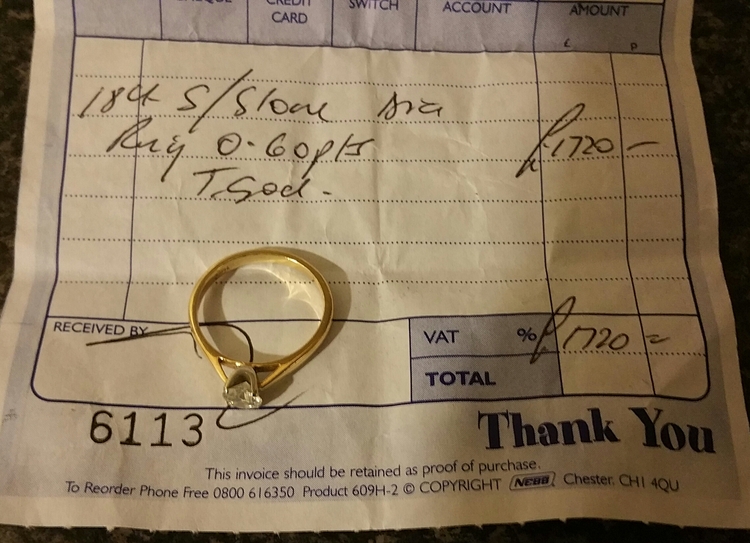 CREDIT CARD
SWITCH
ACCOUNT
AMOUNT
£ P
18ct S/Stone Dia
Ring 0.60pts £1720 —
RECEIVED BY
VAT % £1720 =
TOTAL
6113
Thank You
This invoice should be retained as proof of purchase.
To Reorder Phone Free 0800 616350 Product 609H-2 © COPYRIGHT NEBB Chester. CH1 4QU